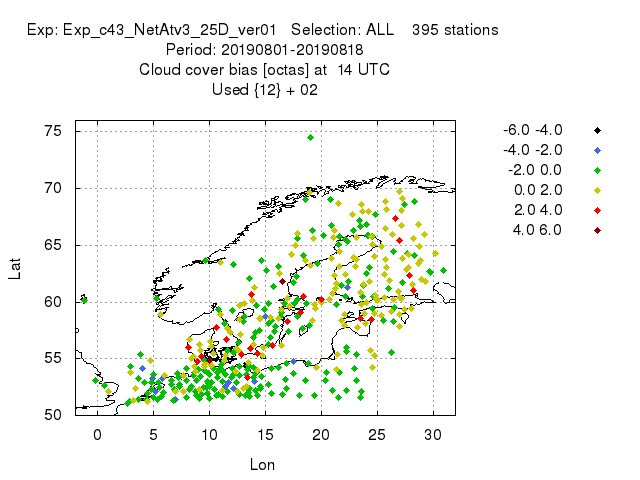 Exp: Exp_c43_NetAtv3_25D_ver01 Selection: ALL 395 stations
Period: 20190801-20190818
Cloud cover bias [octas] at 14 UTC
Used {12} + 02
-6.0 -4.0
-4.0 -2.0
-2.0 0.0
0.0 2.0
2.0 4.0
4.0 6.0
75
70
65
60
55
50
Lat
0 5 10 15 20 25 30
Lon